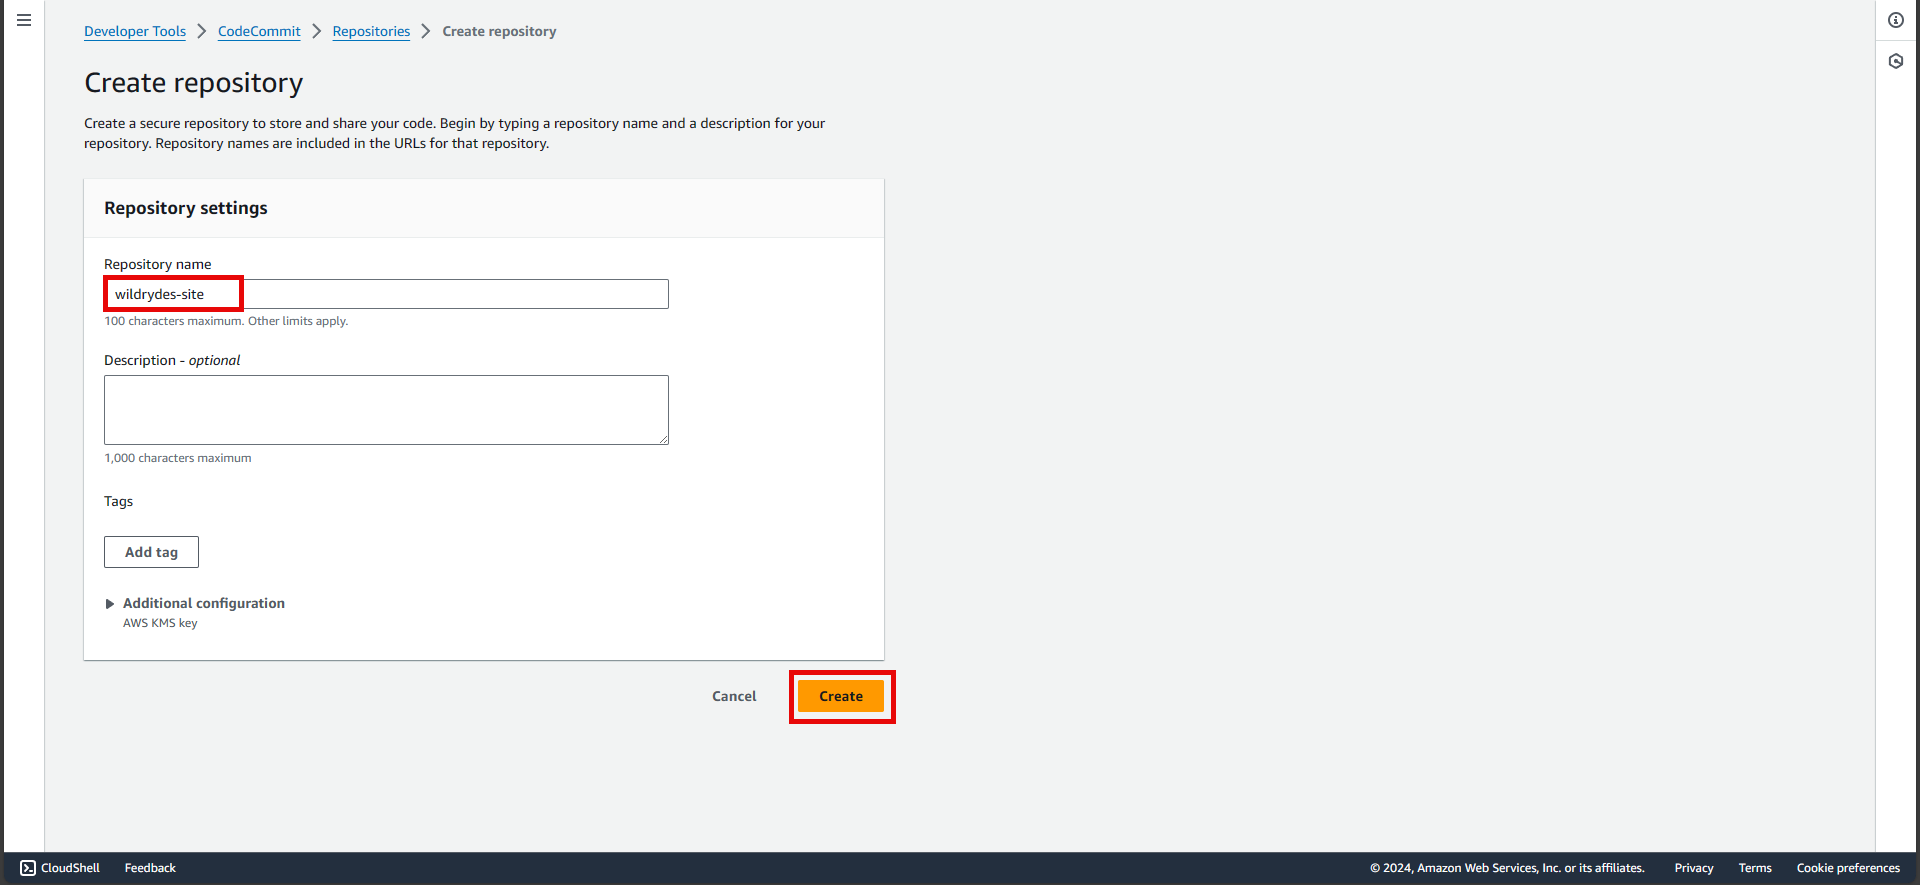 Developer Tools > CodeCommit > Repositories > Create repository
Create repository
Create a secure repository to store and share your code. Begin by typing a repository name and a description for your
repository. Repository names are included in the URLs for that repository.
Repository settings
Repository name
wildrydes-site
100 characters maximum. Other limits apply.
Description - optional
1,000 characters maximum
Tags
Add tag
Additional configuration
AWS KMS key
Cancel Create
CloudShell Feedback © 2024, Amazon Web Services, Inc. or its affiliates. Privacy Terms Cookie preferences